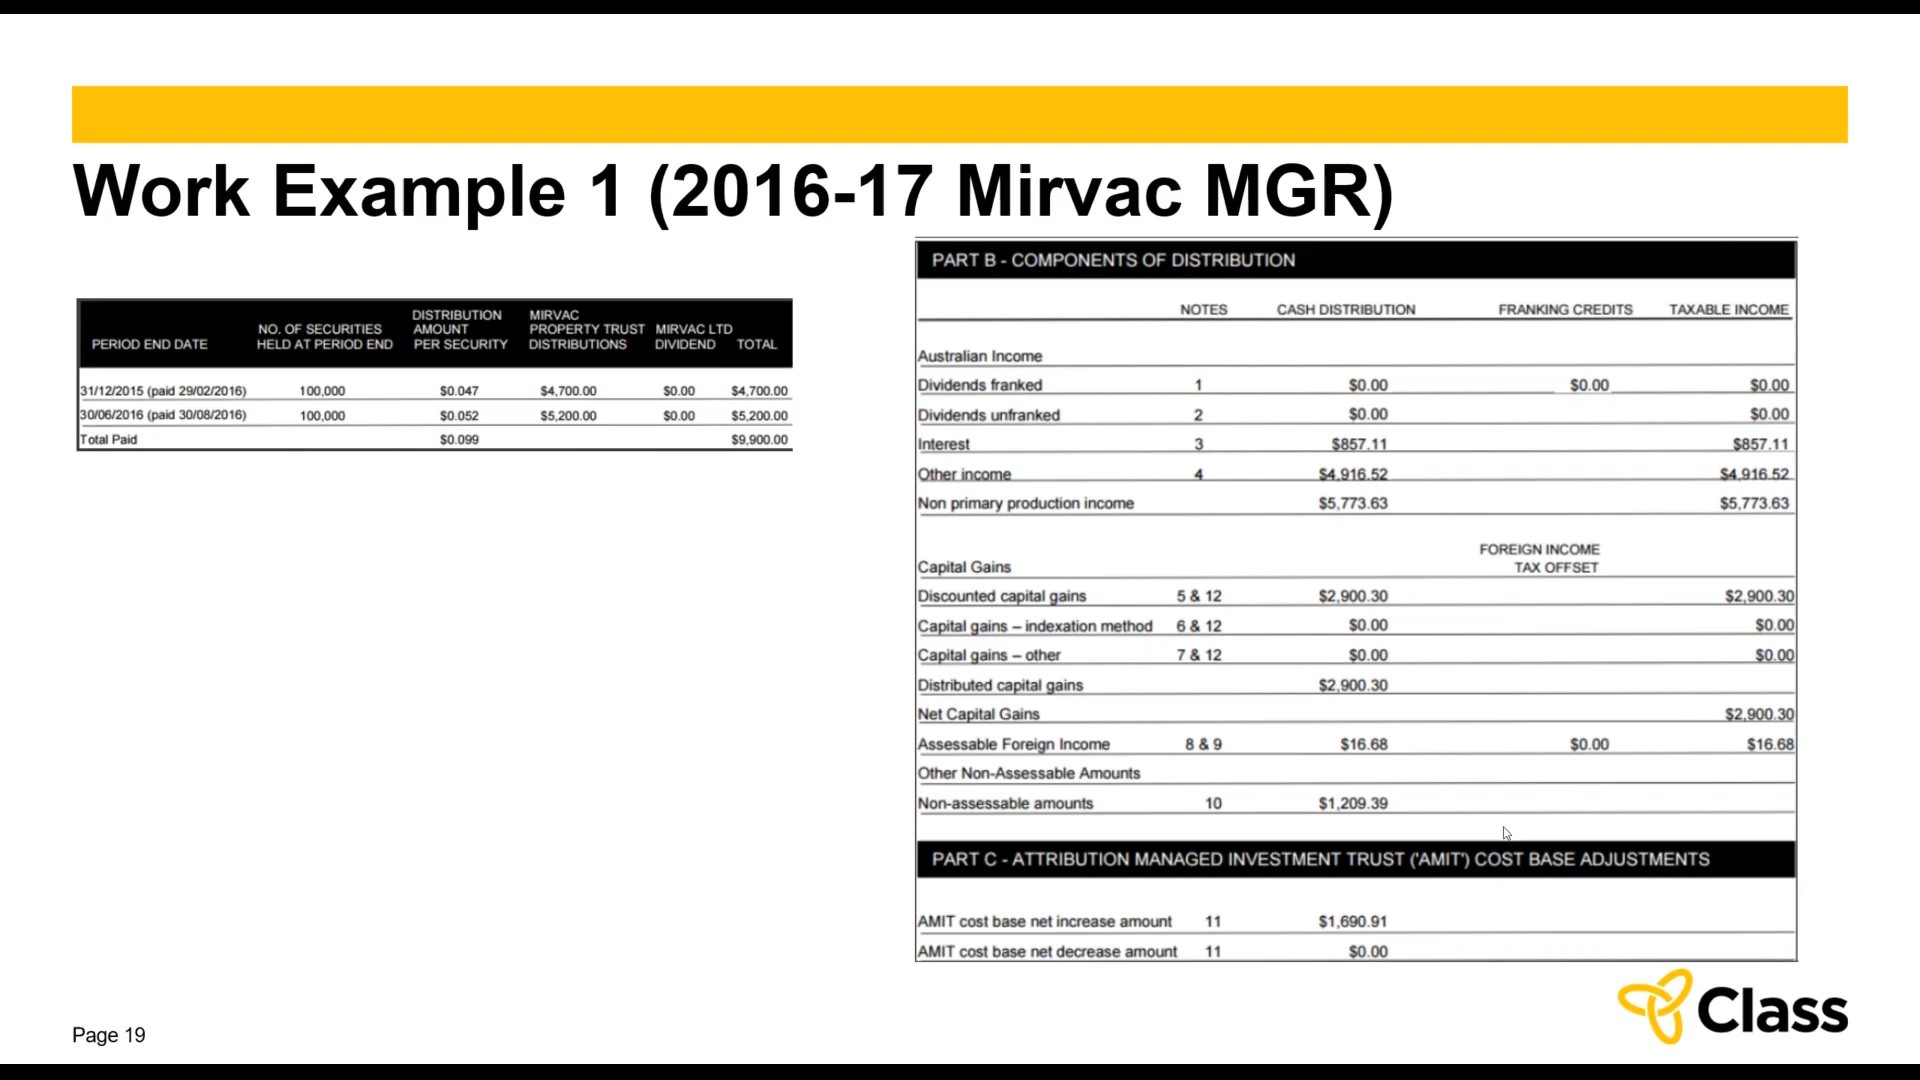 Work Example 1 (2016-17 Mirvac MGR)
PERIOD END DATE NO. OF SECURITIES HELD AT PERIOD END DISTRIBUTION AMOUNT PER SECURITY MIRVAC PROPERTY TRUST DISTRIBUTIONS MIRVAC LTD DIVIDEND TOTAL
31/12/2015 (paid 29/02/2016) 100,000 $0.047 $4,700.00 $0.00 $4,700.00
30/06/2016 (paid 30/08/2016) 100,000 $0.052 $5,200.00 $0.00 $5,200.00
Total Paid $0.099 $9,900.00
PART B - COMPONENTS OF DISTRIBUTION
NOTES CASH DISTRIBUTION FRANKING CREDITS TAXABLE INCOME
Australian Income
Dividends franked 1 $0.00 $0.00 $0.00
Dividends unfranked 2 $0.00 $0.00
Interest 3 $857.11 $857.11
Other income 4 $4,916.52 $4,916.52
Non primary production income $5,773.63 $5,773.63
FOREIGN INCOME
Capital Gains TAX OFFSET
Discounted capital gains 5 & 12 $2,900.30 $2,900.30
Capital gains – indexation method 6 & 12 $0.00 $0.00
Capital gains – other 7 & 12 $0.00 $0.00
Distributed capital gains $2,900.30
Net Capital Gains $2,900.30
Assessable Foreign Income 8 & 9 $16.68 $0.00 $16.68
Other Non-Assessable Amounts
Non-assessable amounts 10 $1,209.39
PART C - ATTRIBUTION MANAGED INVESTMENT TRUST ('AMIT') COST BASE ADJUSTMENTS
AMIT cost base net increase amount 11 $1,690.91
AMIT cost base net decrease amount 11 $0.00
Page 19
Class